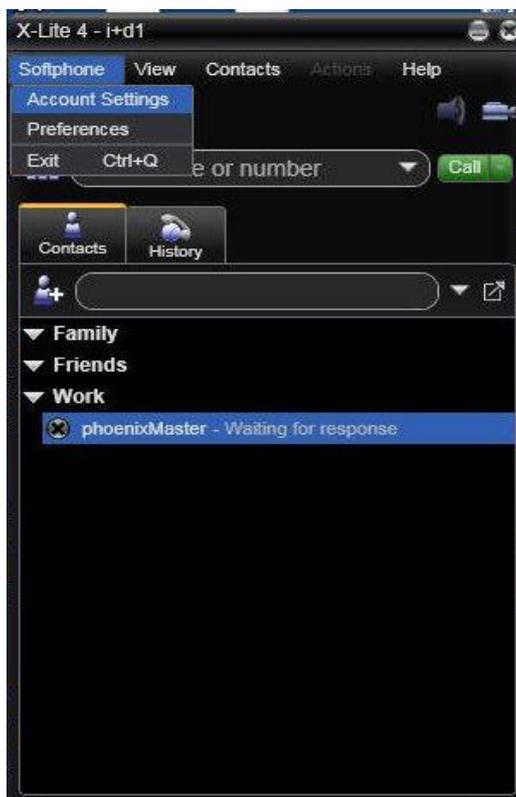 X-Lite 4 - i+d1
Softphone View Contacts Actions Help
Account Settings
Preferences
Exit Ctrl+Q
e or number
Call
Contacts
History
Family
Friends
Work
phoenixMaster - Waiting for response